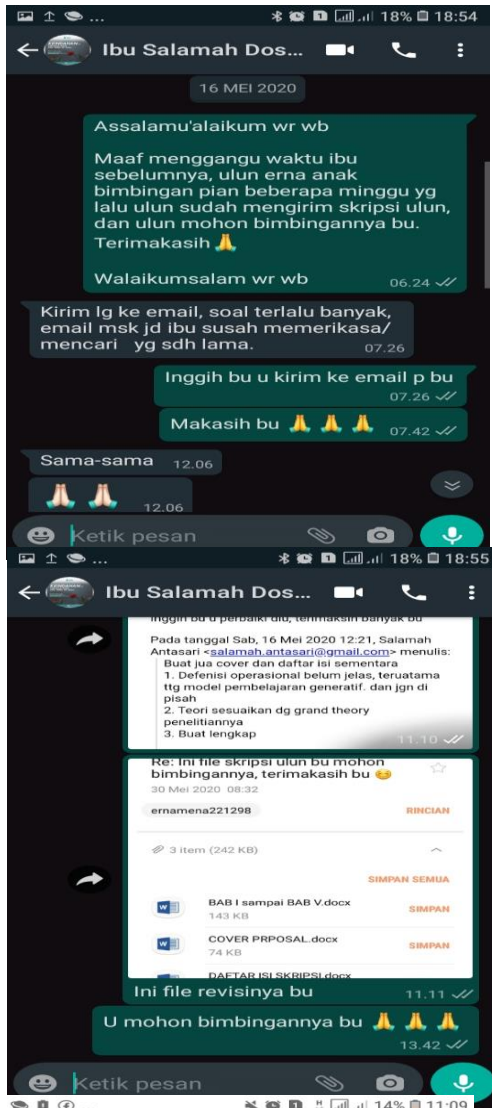 18% 18:54
Ibu Salamah Dos...
16 MEI 2020
Assalamu'alaikum wr wb
Maaf menggangu waktu ibu
sebelumnya, ulun erna anak
bimbingan pian beberapa minggu yg
lalu ulun sudah mengirim skripsi ulun,
dan ulun mohon bimbingannya bu.
Terimakasih 🙏
Walaikumsalam wr wb
06.24
Kirim lg ke email, soal terlalu banyak,
email msk jd ibu susah memerikasa/
mencari yg sdh lama.
07.26
Inggih bu u kirim ke email p bu
07.26
Makasih bu 🙏 🙏 🙏 07.42
Sama-sama 12.06
🙏 🙏 12.06
Ketik pesan
18% 18:55
Ibu Salamah Dos...
Inggih bu u perbaiki dlu, terimaksih banyak bu
Pada tanggal Sab, 16 Mei 2020 12:21, Salamah
Antasari <salamah.antasari@gmail.com> menulis:
Buat jua cover dan daftar isi sementara
1. Defenisi operasional belum jelas, teruatama
ttg model pembelajaran generatif. dan jgn di
pisah
2. Teori sesuaikan dg grand theory
penelitiannya
3. Buat lengkap
11.10
Re: Ini file skripsi ulun bu mohon
bimbingannya, terimakasih bu 😊
30 Mei 2020 08:32
ernamena221298 RINCIAN
3 item (242 KB)
SIMPAN SEMUA
BAB I sampai BAB V.docx SIMPAN
143 KB
COVER PRPOSAL.docx SIMPAN
74 KB
DAFTAR ISI SKRIPSI.docx
Ini file revisinya bu 11.11
U mohon bimbingannya bu 🙏 🙏 🙏
13.42
Ketik pesan
14% 11:09